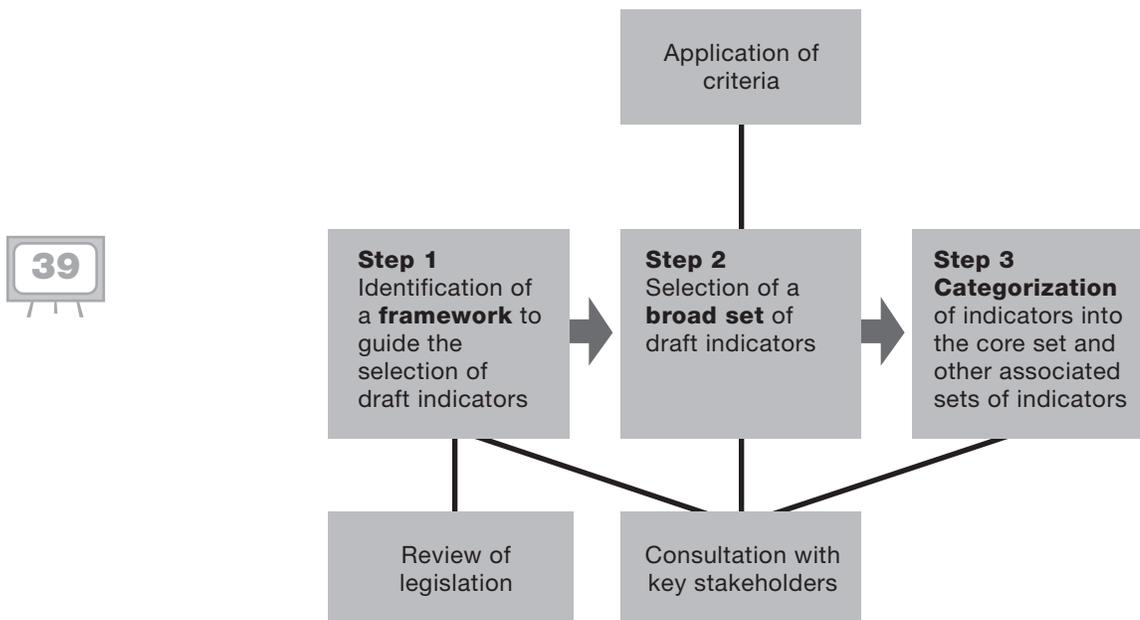 Application of
criteria
39
Step 1
Identification of
a framework to
guide the
selection of
draft indicators
Step 2
Selection of a
broad set of
draft indicators
Step 3
Categorization
of indicators into
the core set and
other associated
sets of indicators
Review of
legislation
Consultation with
key stakeholders